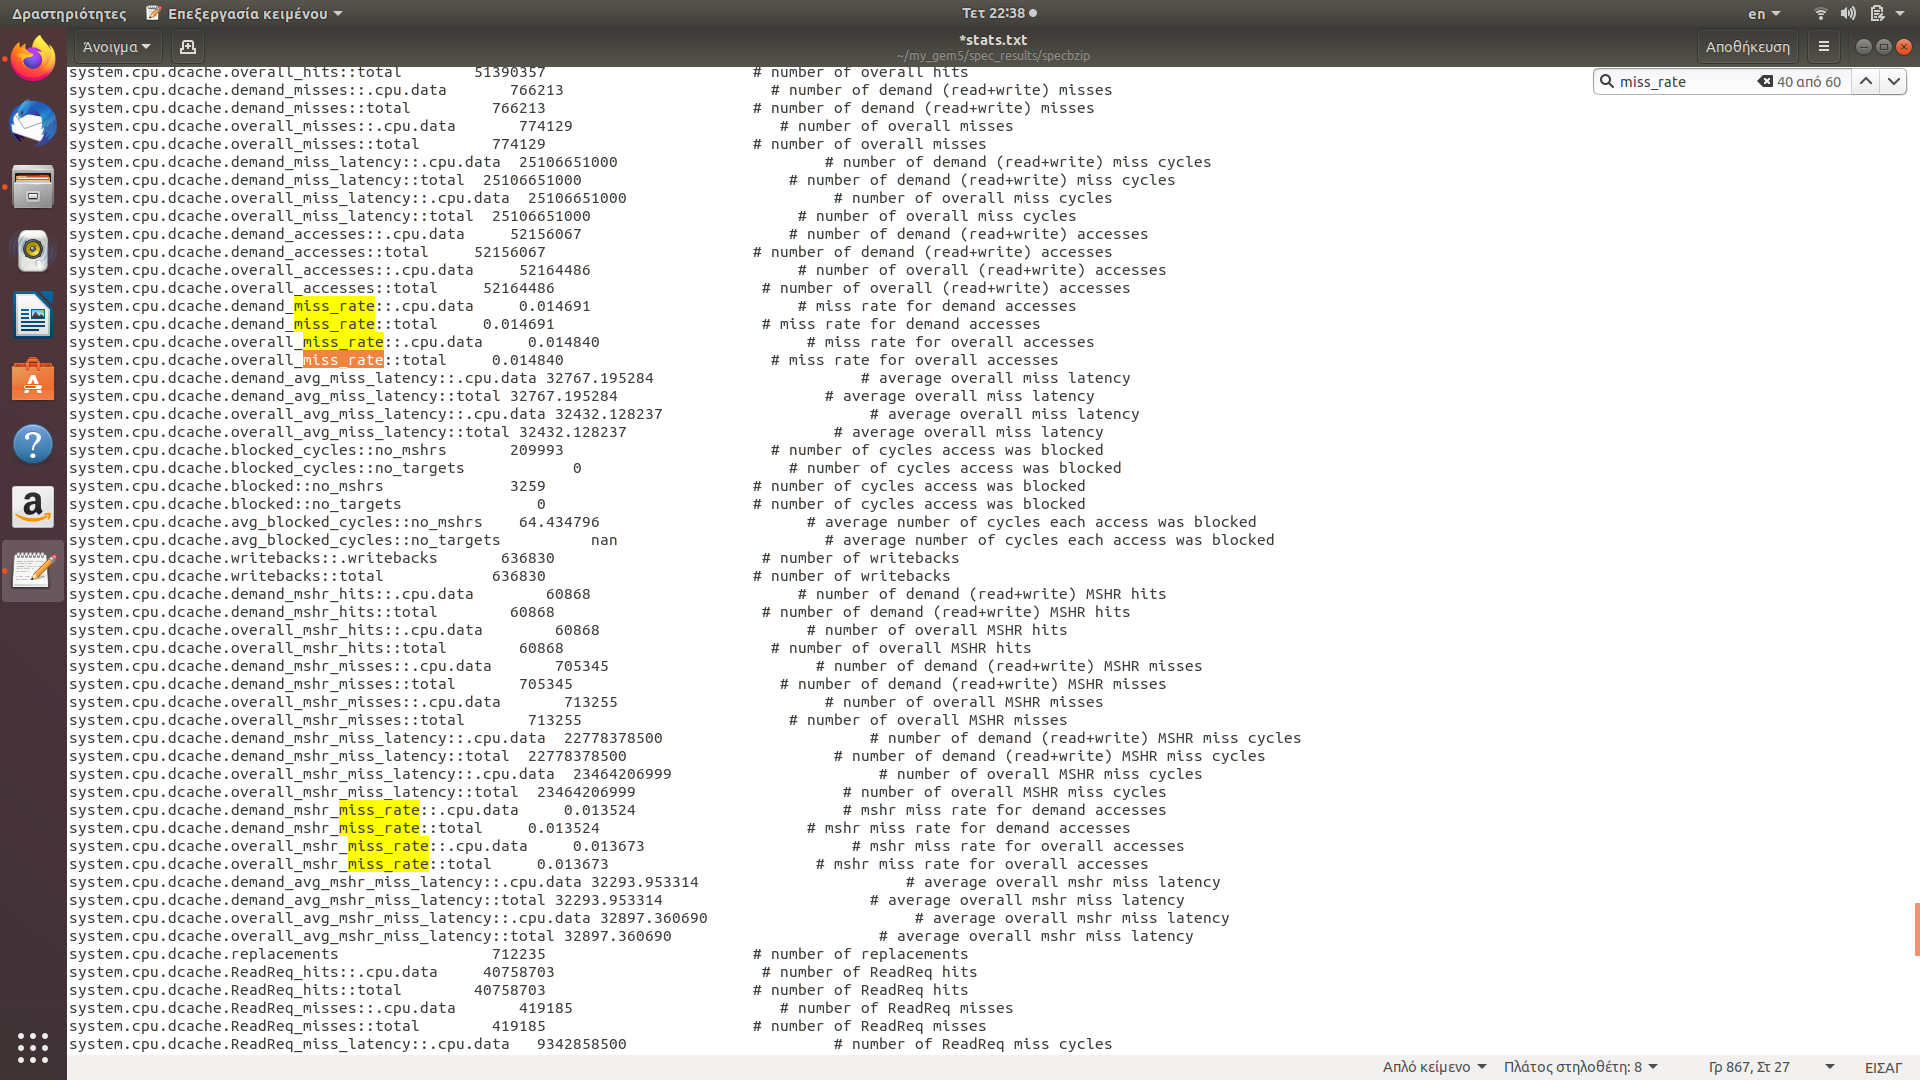 Δραστηριότητες Επεξεργασία κειμένου Τετ 22:38 en
Άνοιγμα *stats.txt Αποθήκευση
~/my_gem5/spec_results/specbzip
miss_rate 40 από 60
system.cpu.dcache.overall_hits::total 51390357 # number of overall hits
system.cpu.dcache.demand_misses::.cpu.data 766213 # number of demand (read+write) misses
system.cpu.dcache.demand_misses::total 766213 # number of demand (read+write) misses
system.cpu.dcache.overall_misses::.cpu.data 774129 # number of overall misses
system.cpu.dcache.overall_misses::total 774129 # number of overall misses
system.cpu.dcache.demand_miss_latency::.cpu.data 25106651000 # number of demand (read+write) miss cycles
system.cpu.dcache.demand_miss_latency::total 25106651000 # number of demand (read+write) miss cycles
system.cpu.dcache.overall_miss_latency::.cpu.data 25106651000 # number of overall miss cycles
system.cpu.dcache.overall_miss_latency::total 25106651000 # number of overall miss cycles
system.cpu.dcache.demand_accesses::.cpu.data 52156067 # number of demand (read+write) accesses
system.cpu.dcache.demand_accesses::total 52156067 # number of demand (read+write) accesses
system.cpu.dcache.overall_accesses::.cpu.data 52164486 # number of overall (read+write) accesses
system.cpu.dcache.overall_accesses::total 52164486 # number of overall (read+write) accesses
system.cpu.dcache.demand_miss_rate::.cpu.data 0.014691 # miss rate for demand accesses
system.cpu.dcache.demand_miss_rate::total 0.014691 # miss rate for demand accesses
system.cpu.dcache.overall_miss_rate::.cpu.data 0.014840 # miss rate for overall accesses
system.cpu.dcache.overall_miss_rate::total 0.014840 # miss rate for overall accesses
system.cpu.dcache.demand_avg_miss_latency::.cpu.data 32767.195284 # average overall miss latency
system.cpu.dcache.demand_avg_miss_latency::total 32767.195284 # average overall miss latency
system.cpu.dcache.overall_avg_miss_latency::.cpu.data 32432.128237 # average overall miss latency
system.cpu.dcache.overall_avg_miss_latency::total 32432.128237 # average overall miss latency
system.cpu.dcache.blocked_cycles::no_mshrs 209993 # number of cycles access was blocked
system.cpu.dcache.blocked_cycles::no_targets 0 # number of cycles access was blocked
system.cpu.dcache.blocked::no_mshrs 3259 # number of cycles access was blocked
system.cpu.dcache.blocked::no_targets 0 # number of cycles access was blocked
system.cpu.dcache.avg_blocked_cycles::no_mshrs 64.434796 # average number of cycles each access was blocked
system.cpu.dcache.avg_blocked_cycles::no_targets nan # average number of cycles each access was blocked
system.cpu.dcache.writebacks::.writebacks 636830 # number of writebacks
system.cpu.dcache.writebacks::total 636830 # number of writebacks
system.cpu.dcache.demand_mshr_hits::.cpu.data 60868 # number of demand (read+write) MSHR hits
system.cpu.dcache.demand_mshr_hits::total 60868 # number of demand (read+write) MSHR hits
system.cpu.dcache.overall_mshr_hits::.cpu.data 60868 # number of overall MSHR hits
system.cpu.dcache.overall_mshr_hits::total 60868 # number of overall MSHR hits
system.cpu.dcache.demand_mshr_misses::.cpu.data 705345 # number of demand (read+write) MSHR misses
system.cpu.dcache.demand_mshr_misses::total 705345 # number of demand (read+write) MSHR misses
system.cpu.dcache.overall_mshr_misses::.cpu.data 713255 # number of overall MSHR misses
system.cpu.dcache.overall_mshr_misses::total 713255 # number of overall MSHR misses
system.cpu.dcache.demand_mshr_miss_latency::.cpu.data 22778378500 # number of demand (read+write) MSHR miss cycles
system.cpu.dcache.demand_mshr_miss_latency::total 22778378500 # number of demand (read+write) MSHR miss cycles
system.cpu.dcache.overall_mshr_miss_latency::.cpu.data 23464206999 # number of overall MSHR miss cycles
system.cpu.dcache.overall_mshr_miss_latency::total 23464206999 # number of overall MSHR miss cycles
system.cpu.dcache.demand_mshr_miss_rate::.cpu.data 0.013524 # mshr miss rate for demand accesses
system.cpu.dcache.demand_mshr_miss_rate::total 0.013524 # mshr miss rate for demand accesses
system.cpu.dcache.overall_mshr_miss_rate::.cpu.data 0.013673 # mshr miss rate for overall accesses
system.cpu.dcache.overall_mshr_miss_rate::total 0.013673 # mshr miss rate for overall accesses
system.cpu.dcache.demand_avg_mshr_miss_latency::.cpu.data 32293.953314 # average overall mshr miss latency
system.cpu.dcache.demand_avg_mshr_miss_latency::total 32293.953314 # average overall mshr miss latency
system.cpu.dcache.overall_avg_mshr_miss_latency::.cpu.data 32897.360690 # average overall mshr miss latency
system.cpu.dcache.overall_avg_mshr_miss_latency::total 32897.360690 # average overall mshr miss latency
system.cpu.dcache.replacements 712235 # number of replacements
system.cpu.dcache.ReadReq_hits::.cpu.data 40758703 # number of ReadReq hits
system.cpu.dcache.ReadReq_hits::total 40758703 # number of ReadReq hits
system.cpu.dcache.ReadReq_misses::.cpu.data 419185 # number of ReadReq misses
system.cpu.dcache.ReadReq_misses::total 419185 # number of ReadReq misses
system.cpu.dcache.ReadReq_miss_latency::.cpu.data 9342858500 # number of ReadReq miss cycles
Απλό κείμενο Πλάτος στηλοθέτη: 8 Γρ 867, Στ 27 ΕΙΣΑΓ